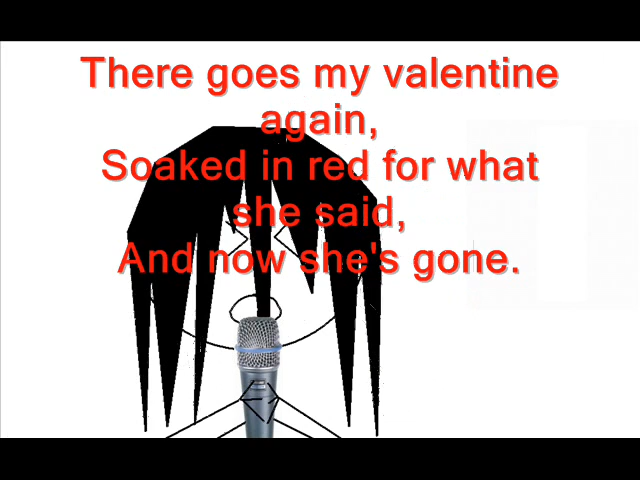 There goes my valentine
again,
Soaked in red for what
she said,
And now she's gone.